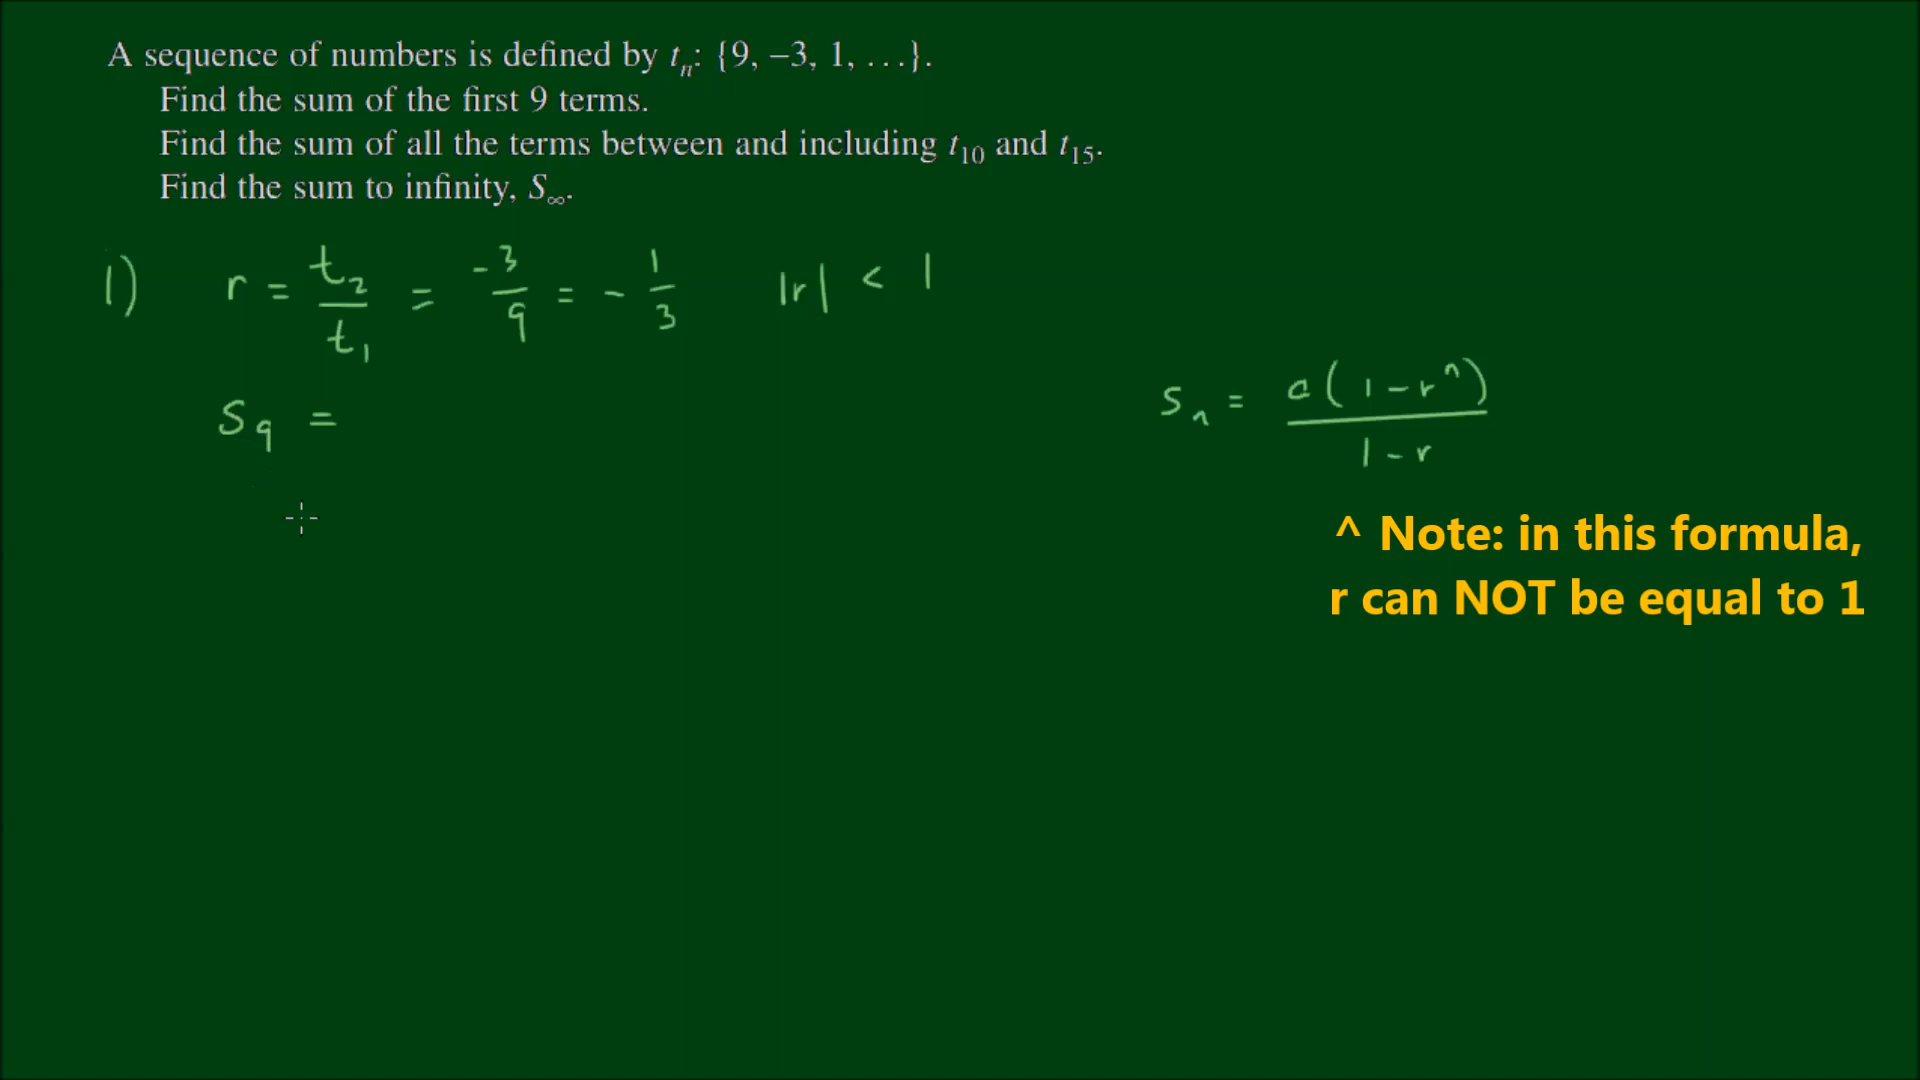 A sequence of numbers is defined by tₙ: {9, −3, 1, …}.
Find the sum of the first 9 terms.
Find the sum of all the terms between and including t₁₀ and t₁₅.
Find the sum to infinity, S∞.
1) r = t₂/t₁ = -3/9 = - 1/3 |r| < 1
S₉ =
Sₙ = a(1-rⁿ)/1-r
^ Note: in this formula,
r can NOT be equal to 1